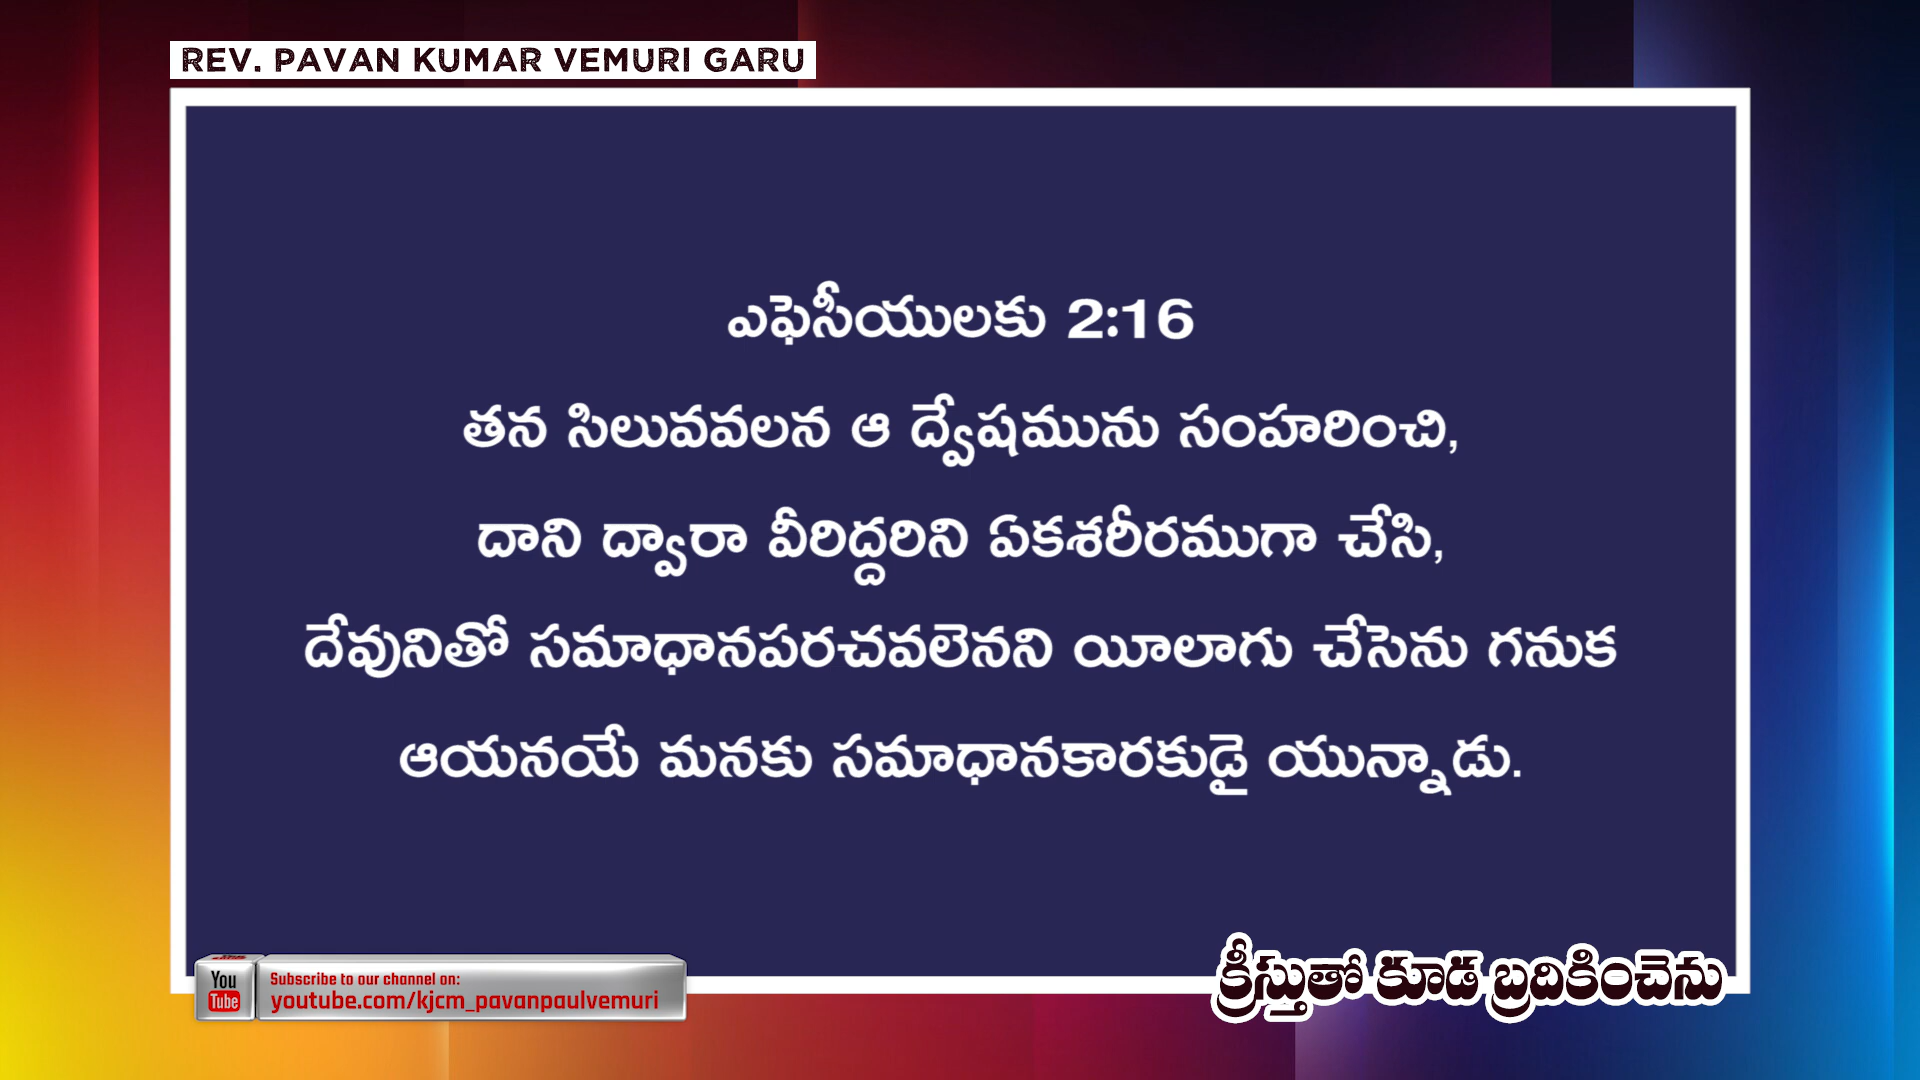 REV. PAVAN KUMAR VEMURI GARU
ఎఫెసీయులకు 2:16
తన సిలువవలన ఆ ద్వేషమును సంహరించి,
దాని ద్వారా వీరిద్దరిని ఏకశరీరముగా చేసి,
దేవునితో సమాధానపరచవలెనని యీలాగు చేసెను గనుక
ఆయనయే మనకు సమాధానకారకుడై యున్నాడు.
You
Tube
Subscribe to our channel on:
youtube.com/kjcm_pavanpaulvemuri
క్రీస్తుతో కూడ బ్రదికించెను